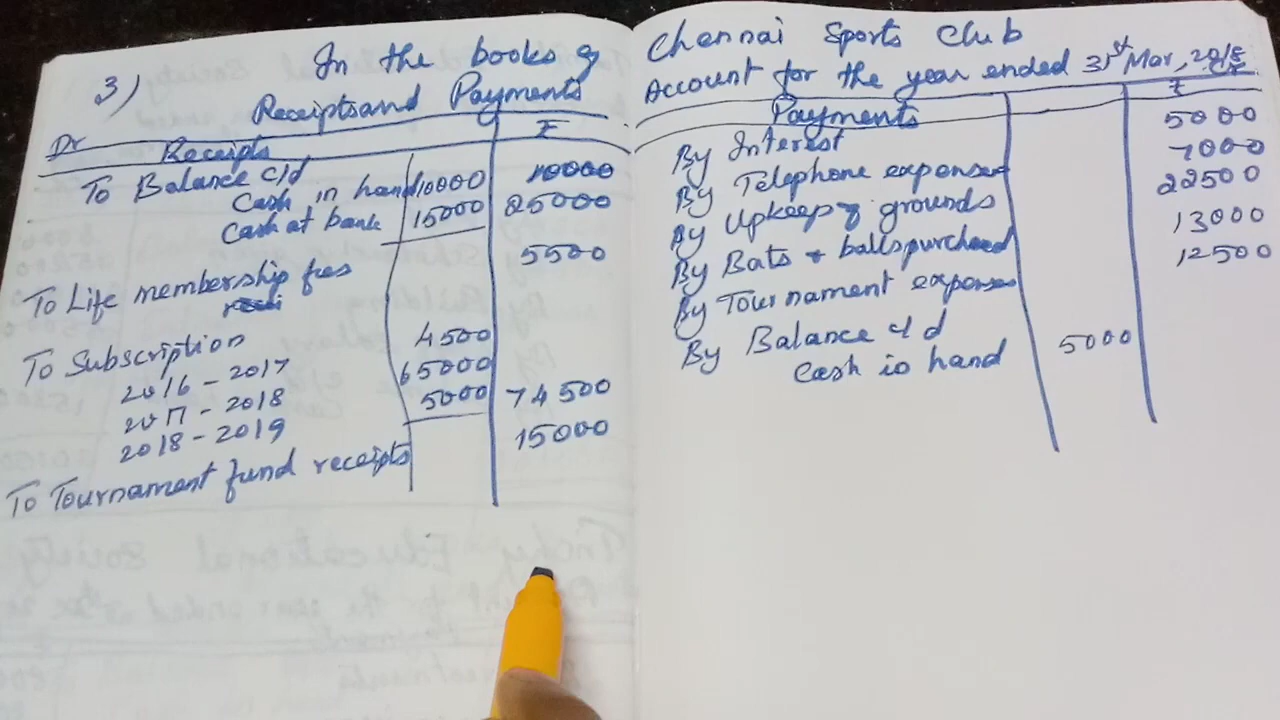 3) In the books of Chennai Sports Club
Receipts and Payments Account for the year ended 31st Mar, 2018
Dr Receipts ₹
To Balance c/d
Cash in hand 10000 10000
Cash at bank 15000 25000
To Life membership fees 5500
To Subscription
2016-2017 4500
2017-2018 65000
2018-2019 5000 74500
To Tournament fund receipts 15000
Payments ₹
By Interest 5000
By Telephone expenses 7000
By Upkeep of grounds 22500
By Bats & balls purchased 13000
By Tournament expenses 12500
By Balance c/d
Cash in hand 5000